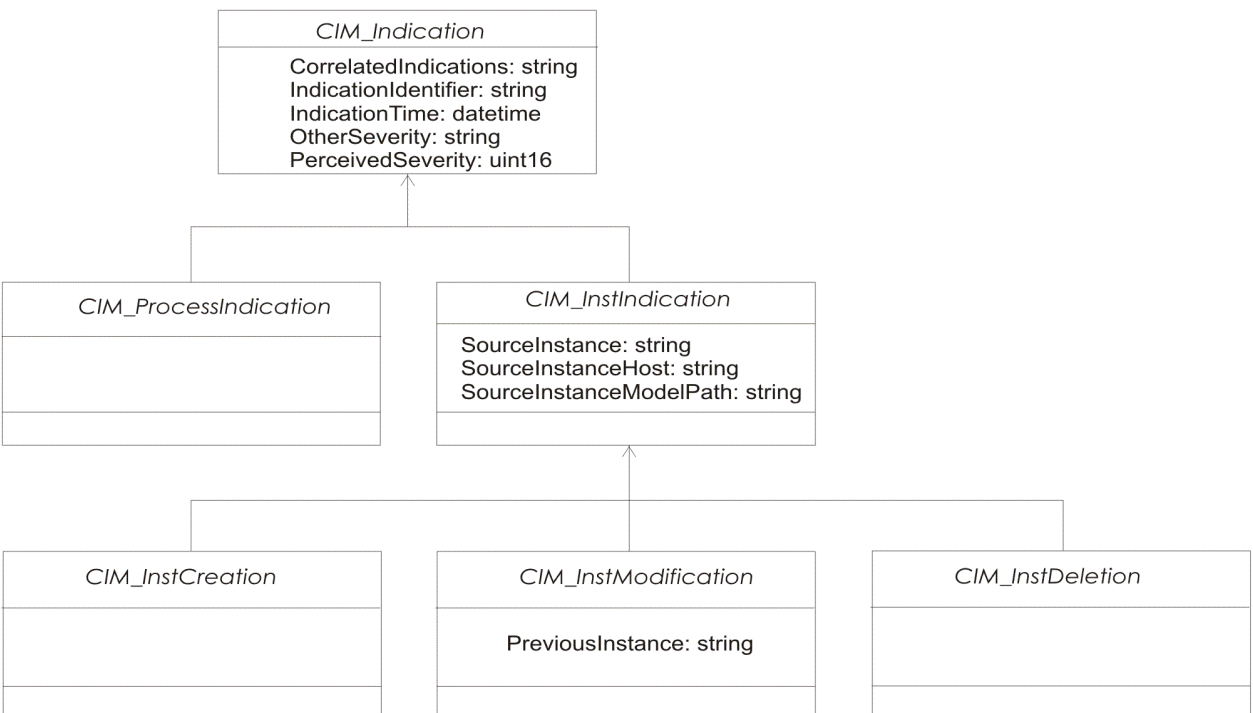 CIM_Indication
CorrelatedIndications: string
IndicationIdentifier: string
IndicationTime: datetime
OtherSeverity: string
PerceivedSeverity: uint16
CIM_ProcessIndication
CIM_InstIndication
SourceInstance: string
SourceInstanceHost: string
SourceInstanceModelPath: string
CIM_InstCreation
CIM_InstModification
CIM_InstDeletion
PreviousInstance: string